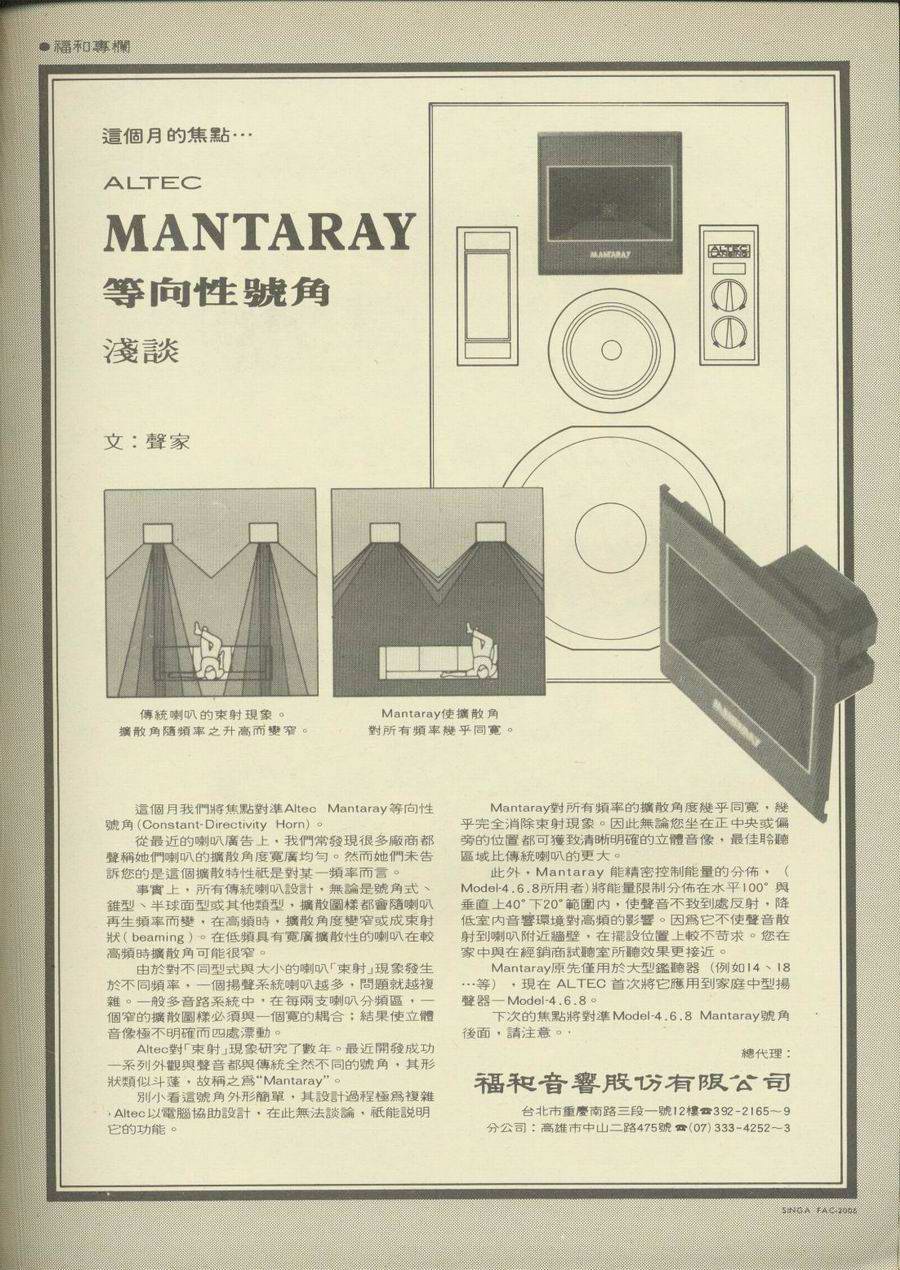 ●福和專欄
這個月的焦點…
ALTEC
MANTARAY
等向性號角
淺談
文：聲家
MANTARAY
ALTEC
LANSING
MANTARAY
傳統喇叭的束射現象。
擴散角隨頻率之升高而變窄。
Mantaray使擴散角
對所有頻率幾乎同寬。
這個月我們將焦點對準Altec Mantaray等向性
號角(Constant-Directivity Horn)。
從最近的喇叭廣告上，我們常發現很多廠商都
聲稱她們喇叭的擴散角度寬廣均勻。然而她們未告
訴您的是這個擴散特性祗是對某一頻率而言。
事實上，所有傳統喇叭設計，無論是號角式、
錐型、半球面型或其他類型，擴散圖樣都會隨喇叭
再生頻率而變，在高頻時，擴散角度變窄或成束射
狀(beaming)。在低頻具有寬廣擴散性的喇叭在較
高頻時擴散角可能很窄。
由於對不同型式與大小的喇叭「束射」現象發生
於不同頻率，一個揚聲系統喇叭越多，問題就越複
雜。一般多音路系統中，在每兩支喇叭分頻區，一
個窄的擴散圖樣必須與一個寬的耦合；結果使立體
音像極不明確而四處漂動。
Altec對「束射」現象研究了數年。最近開發成功
一系列外觀與聲音都與傳統全然不同的號角，其形
狀類似斗蓬，故稱之爲“Mantaray”。
別小看這號角外形簡單，其設計過程極爲複雜
，Altec以電腦協助設計，在此無法談論，祗能說明
它的功能。
Mantaray對所有頻率的擴散角度幾乎同寬，幾
乎完全消除束射現象。因此無論您坐在正中央或偏
旁的位置都可獲致清晰明確的立體音像，最佳聆聽
區域比傳統喇叭的更大。
此外，Mantaray 能精密控制能量的分佈，（
Model-4.6.8所用者)將能量限制分佈在水平100°與
垂直上40°下20°範圍內，使聲音不致到處反射，降
低室內音響環境對高頻的影響。因爲它不使聲音散
射到喇叭附近牆壁，在擺設位置上較不苛求。您在
家中與在經銷商試聽室所聽效果更接近。
Mantaray原先僅用於大型鑑聽器（例如14、18
…等），現在 ALTEC 首次將它應用到家庭中型揚
聲器—Model-4.6.8。
下次的焦點將對準Model-4.6.8 Mantaray號角
後面，請注意。
總代理：
福和音響股份有限公司
台北市重慶南路三段一號12樓☎392-2165～9
分公司：高雄市中山二路475號☎(07)333-4252～3
SINGA FAC-2006